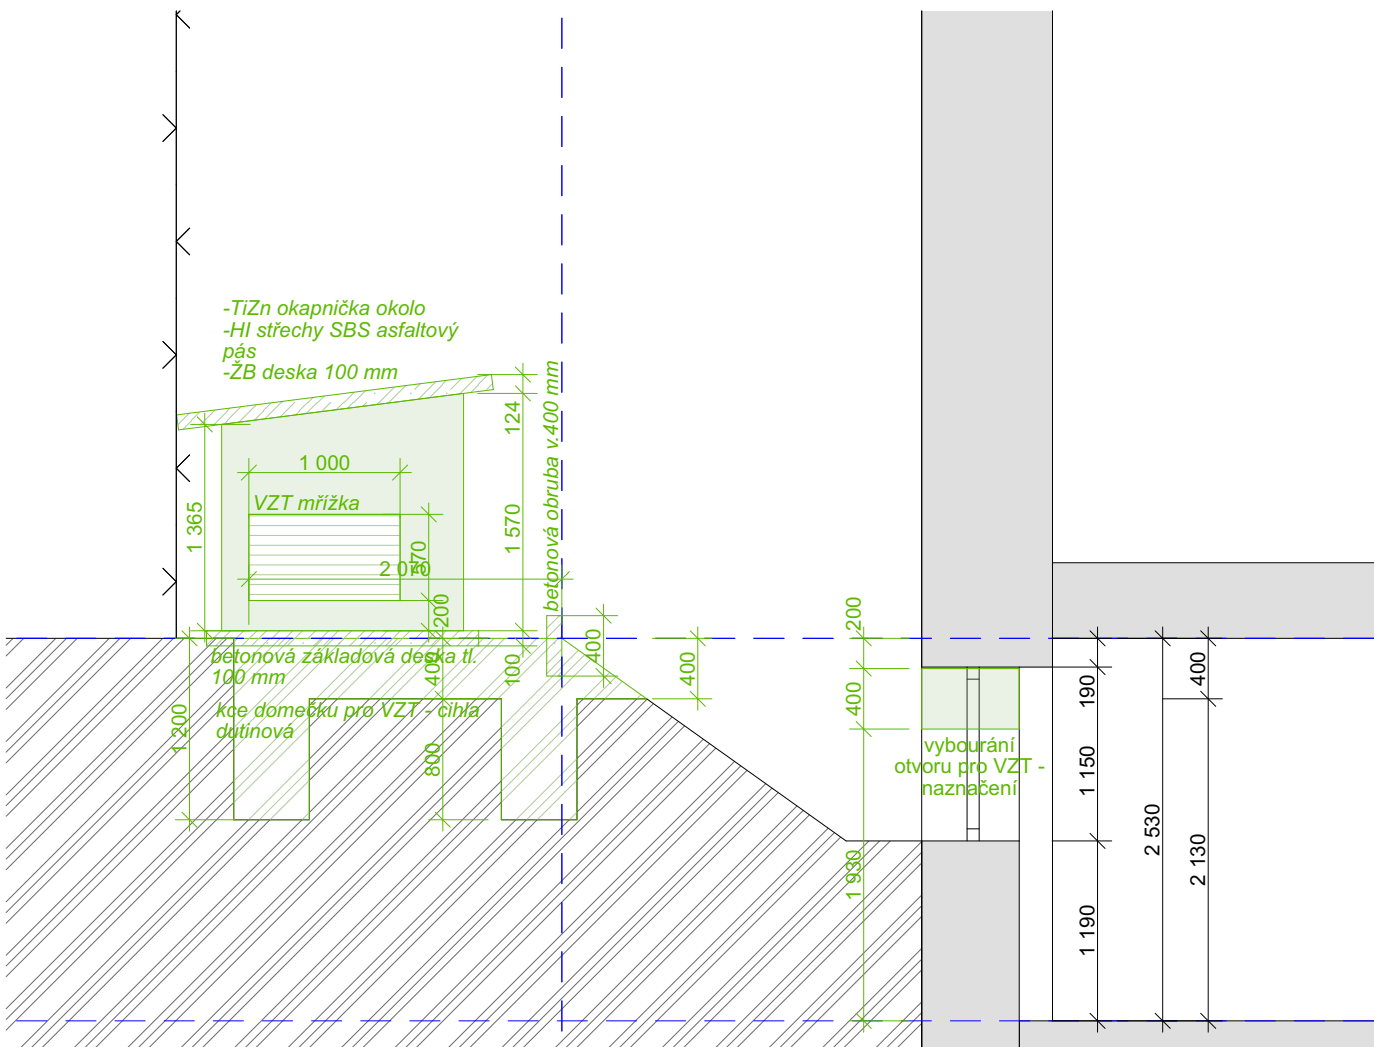 -TiZn okapnička okolo
-HI střechy SBS asfaltový
pás
-ŽB deska 100 mm
betonová obruba v.400 mm
124
1 000
VZT mřížka
1 365
1 570
570
2 070
200
200
400
betonová základová deska tl.
100 mm
400
100
400
190
400
400
kce domečku pro VZT - cihla
dutinová
1 200
800
vybourání
otvoru pro VZT -
naznačení
1 150
2 530
2 130
1 930
1 190